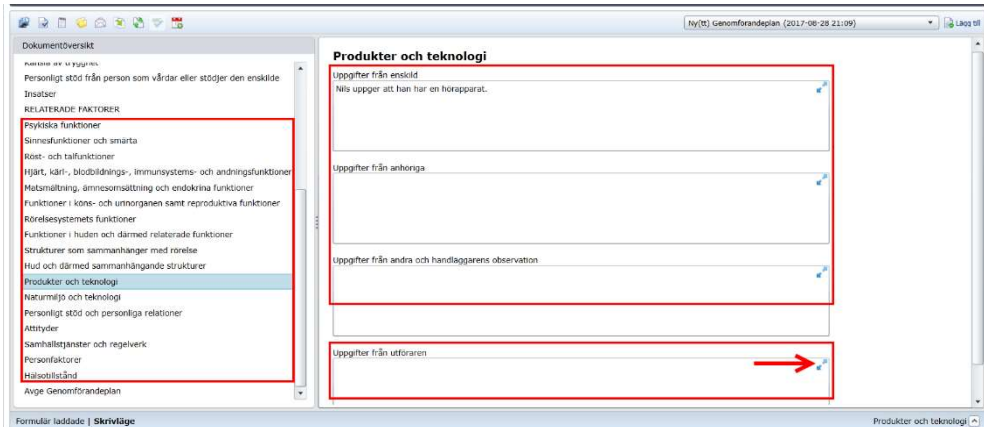 Ny(tt) Genomförandeplan (2017-08-28 21:09)
Lägg till
Dokumentöversikt
Känsla av trygghet
Personligt stöd från person som vårdar eller stödjer den enskilde
Insatser
RELATERADE FAKTORER
Psykiska funktioner
Sinnesfunktioner och smärta
Röst- och talfunktioner
Hjärt, kärl-, blodbildnings-, immunsystems- och andningsfunktioner
Matsmältning, ämnesomsättning och endokrina funktioner
Funktioner i köns- och urinorganen samt reproduktiva funktioner
Rörelsesystemets funktioner
Funktioner i huden och därmed relaterade funktioner
Strukturer som sammanhänger med rörelse
Hud och därmed sammanhängande strukturer
Produkter och teknologi
Naturmiljö och teknologi
Personligt stöd och personliga relationer
Attityder
Samhällstjänster och regelverk
Personfaktorer
Hälsotillstånd
Avge Genomförandeplan
Produkter och teknologi
Uppgifter från enskild
Nils uppger att han har en hörapparat.
Uppgifter från anhöriga
Uppgifter från andra och handläggarens observation
Uppgifter från utföraren
Formulär laddade | Skrivläge
Produkter och teknologi